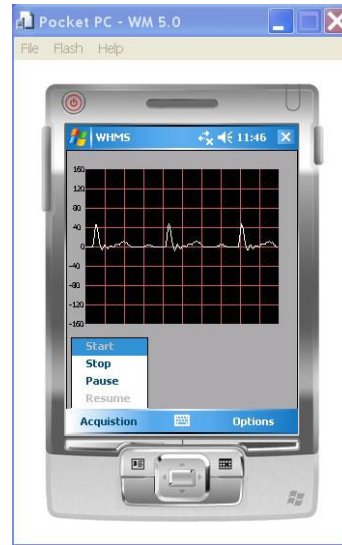 Pocket PC - WM 5.0
File Flash Help
WHMS 11:46
160
120
80
40
0
-40
-80
-120
-160
Start
Stop
Pause
Resume
Acquistion Options